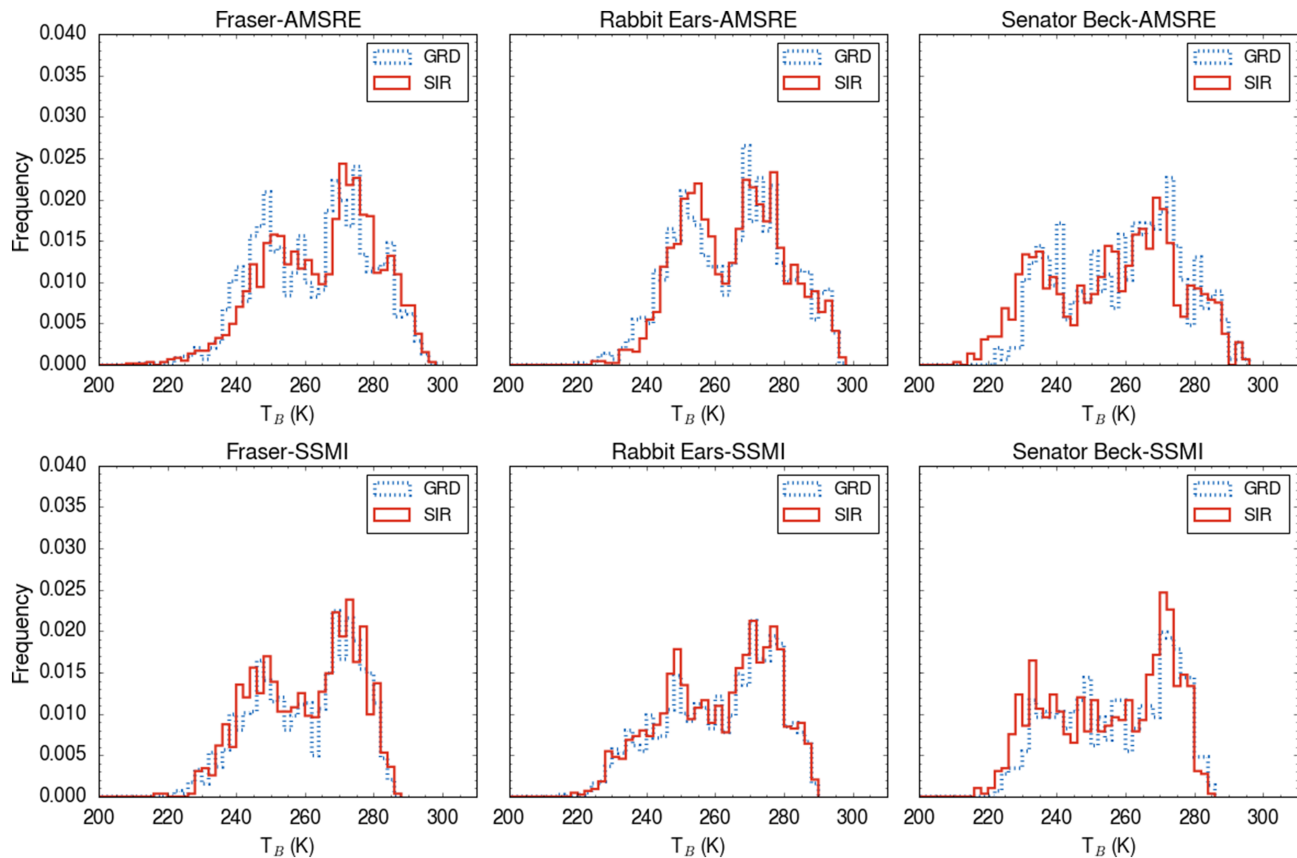 Fraser-AMSRE Rabbit Ears-AMSRE Senator Beck-AMSRE
0.040 GRD GRD GRD
0.035 SIR SIR SIR
0.030
0.025
0.020
0.015
0.010
0.005
0.000
Frequency
200 220 240 260 280 300 200 220 240 260 280 300 200 220 240 260 280 300
T_B (K) T_B (K) T_B (K)
Fraser-SSMI Rabbit Ears-SSMI Senator Beck-SSMI
0.040 GRD GRD GRD
0.035 SIR SIR SIR
0.030
0.025
0.020
0.015
0.010
0.005
0.000
Frequency
200 220 240 260 280 300 200 220 240 260 280 300 200 220 240 260 280 300
T_B (K) T_B (K) T_B (K)